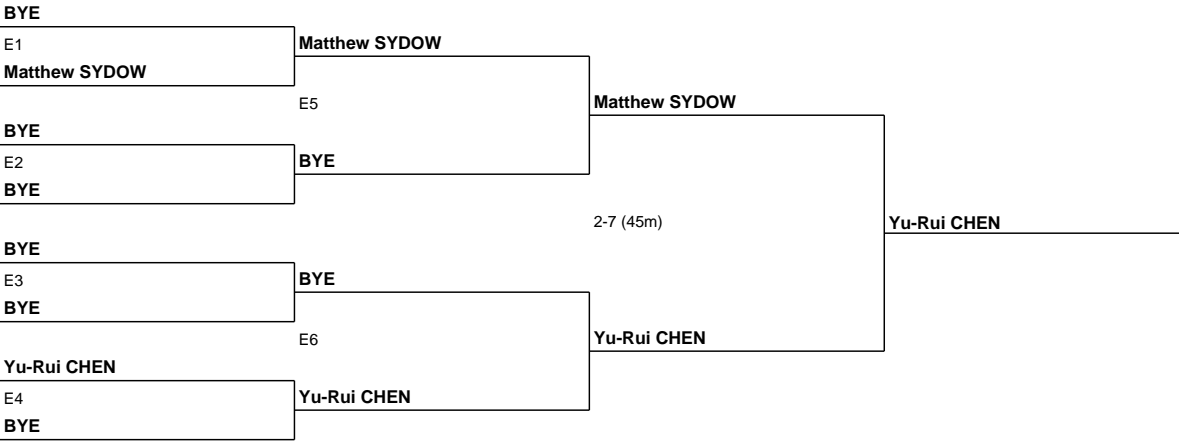 BYE
E1
Matthew SYDOW
Matthew SYDOW
E5
Matthew SYDOW
BYE
E2
BYE
BYE
2-7 (45m)
Yu-Rui CHEN
BYE
E3
BYE
BYE
E6
Yu-Rui CHEN
Yu-Rui CHEN
E4
Yu-Rui CHEN
BYE